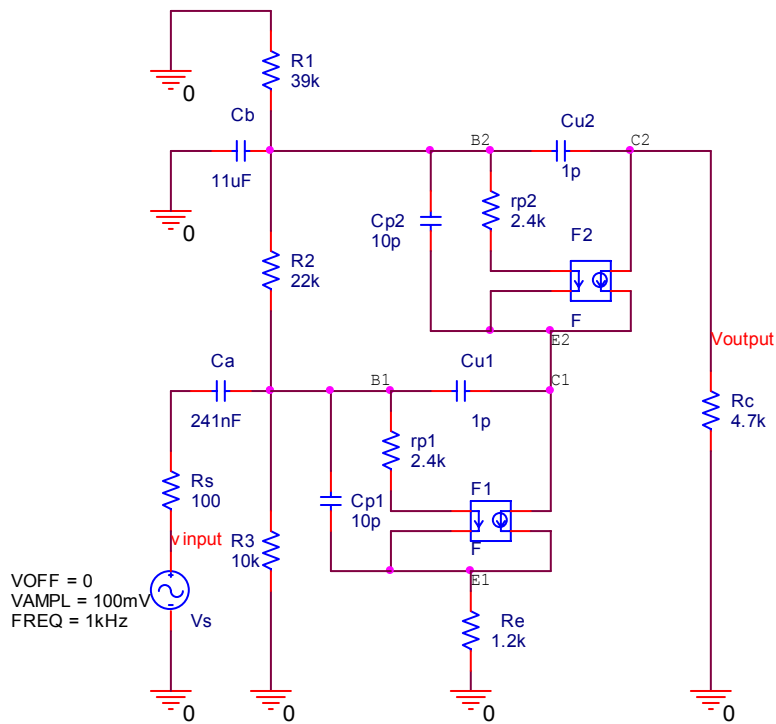 R1
39k
0
Cb
11uF
0
B2
Cu2
1p
C2
rp2
2.4k
Cp2
10p
F2
F
R2
22k
E2
Voutput
Ca
241nF
B1
Cu1
1p
C1
Rc
4.7k
rp1
2.4k
Rs
100
Cp1
10p
F1
F
vinput
R3
10k
E1
VOFF = 0
VAMPL = 100mV
FREQ = 1kHz
Vs
Re
1.2k
0
0
0
0